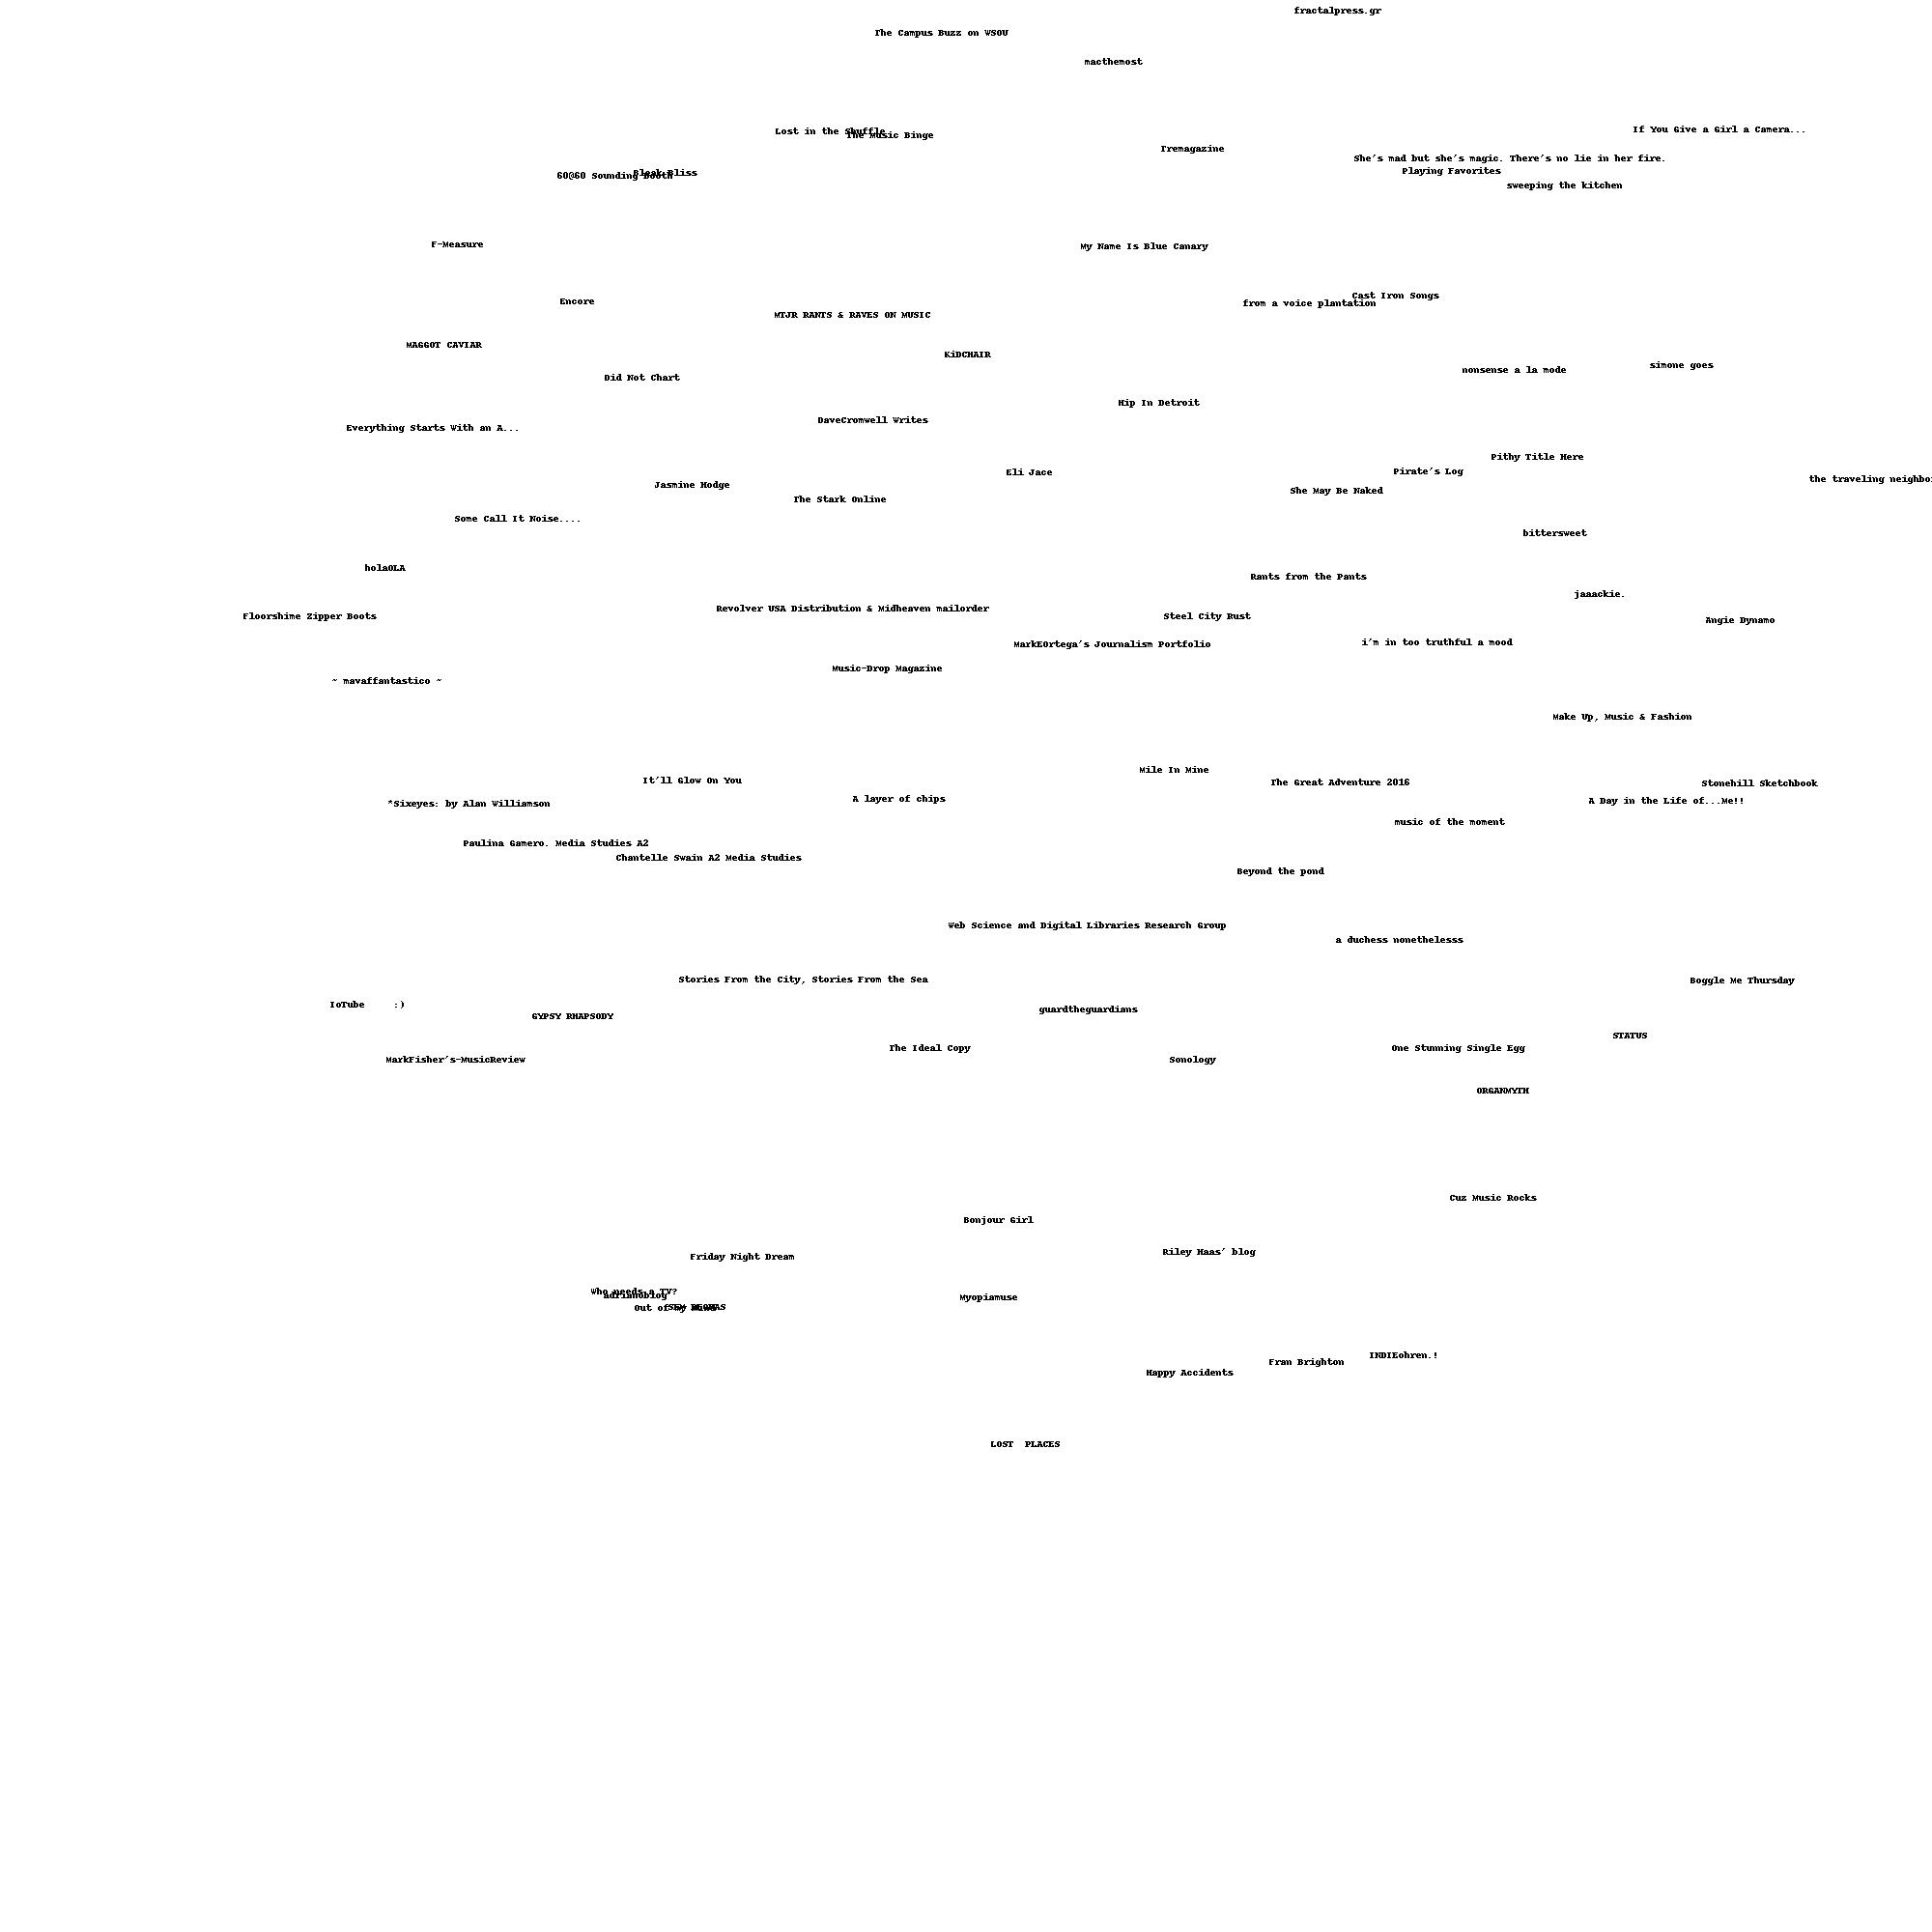 fractalpress.gr
The Campus Buzz on WSOU
macthemost
If You Give a Girl a Camera...
Lost in the Shuffle
The Music Binge
Tremagazine
She's mad but she's magic. There's no lie in her fire.
Playing Favorites
Bleak Bliss
60@60 Sounding Booth
sweeping the kitchen
F-Measure
My Name Is Blue Canary
Cast Iron Songs
Encore
from a voice plantation
MTJR RANTS & RAVES ON MUSIC
MAGGOT CAVIAR
KiDCHAIR
simone goes
nonsense a la mode
Did Not Chart
Hip In Detroit
DaveCromwell Writes
Everything Starts With an A...
Pithy Title Here
Pirate's Log
Eli Jace
the traveling neighbor
Jasmine Hodge
She May Be Naked
The Stark Online
Some Call It Noise....
bittersweet
holaOLA
Rants from the Pants
jaaackie.
Revolver USA Distribution & Midheaven mailorder
Floorshime Zipper Boots
Steel City Rust
Angie Dynamo
i'm in too truthful a mood
MarkEOrtega's Journalism Portfolio
Music-Drop Magazine
~ mavaffantastico ~
Make Up, Music & Fashion
Mile In Mine
It'll Glow On You
The Great Adventure 2016
Stonehill Sketchbook
A layer of chips
A Day in the Life of...Me!!
*Sixeyes: by Alan Williamson
music of the moment
Paulina Gamero. Media Studies A2
Chantelle Swain A2 Media Studies
Beyond the pond
Web Science and Digital Libraries Research Group
a duchess nonethelesss
Stories From the City, Stories From the Sea
Boggle Me Thursday
IoTube :)
guardtheguardians
GYPSY RHAPSODY
STATUS
The Ideal Copy
One Stunning Single Egg
MarkFisher's-MusicReview
Sonology
ORGANMYTH
Cuz Music Rocks
Bonjour Girl
Riley Haas' blog
Friday Night Dream
Who needs a TV?
adrianoblog
Myopiamuse
Out of my
INDIEohren.!
Fran Brighton
Happy Accidents
LOST PLACES